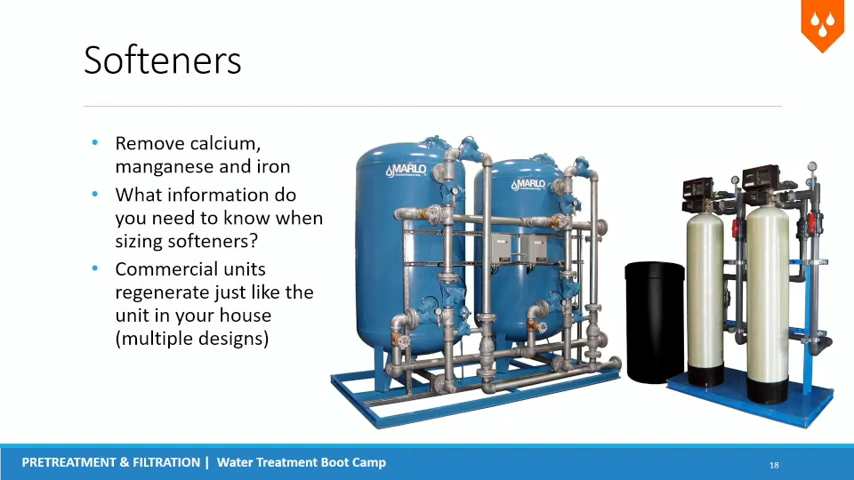 Softeners
• Remove calcium,
manganese and iron
• What information do
you need to know when
sizing softeners?
• Commercial units
regenerate just like the
unit in your house
(multiple designs)
MARLO
MARLO
PRETREATMENT & FILTRATION | Water Treatment Boot Camp
18